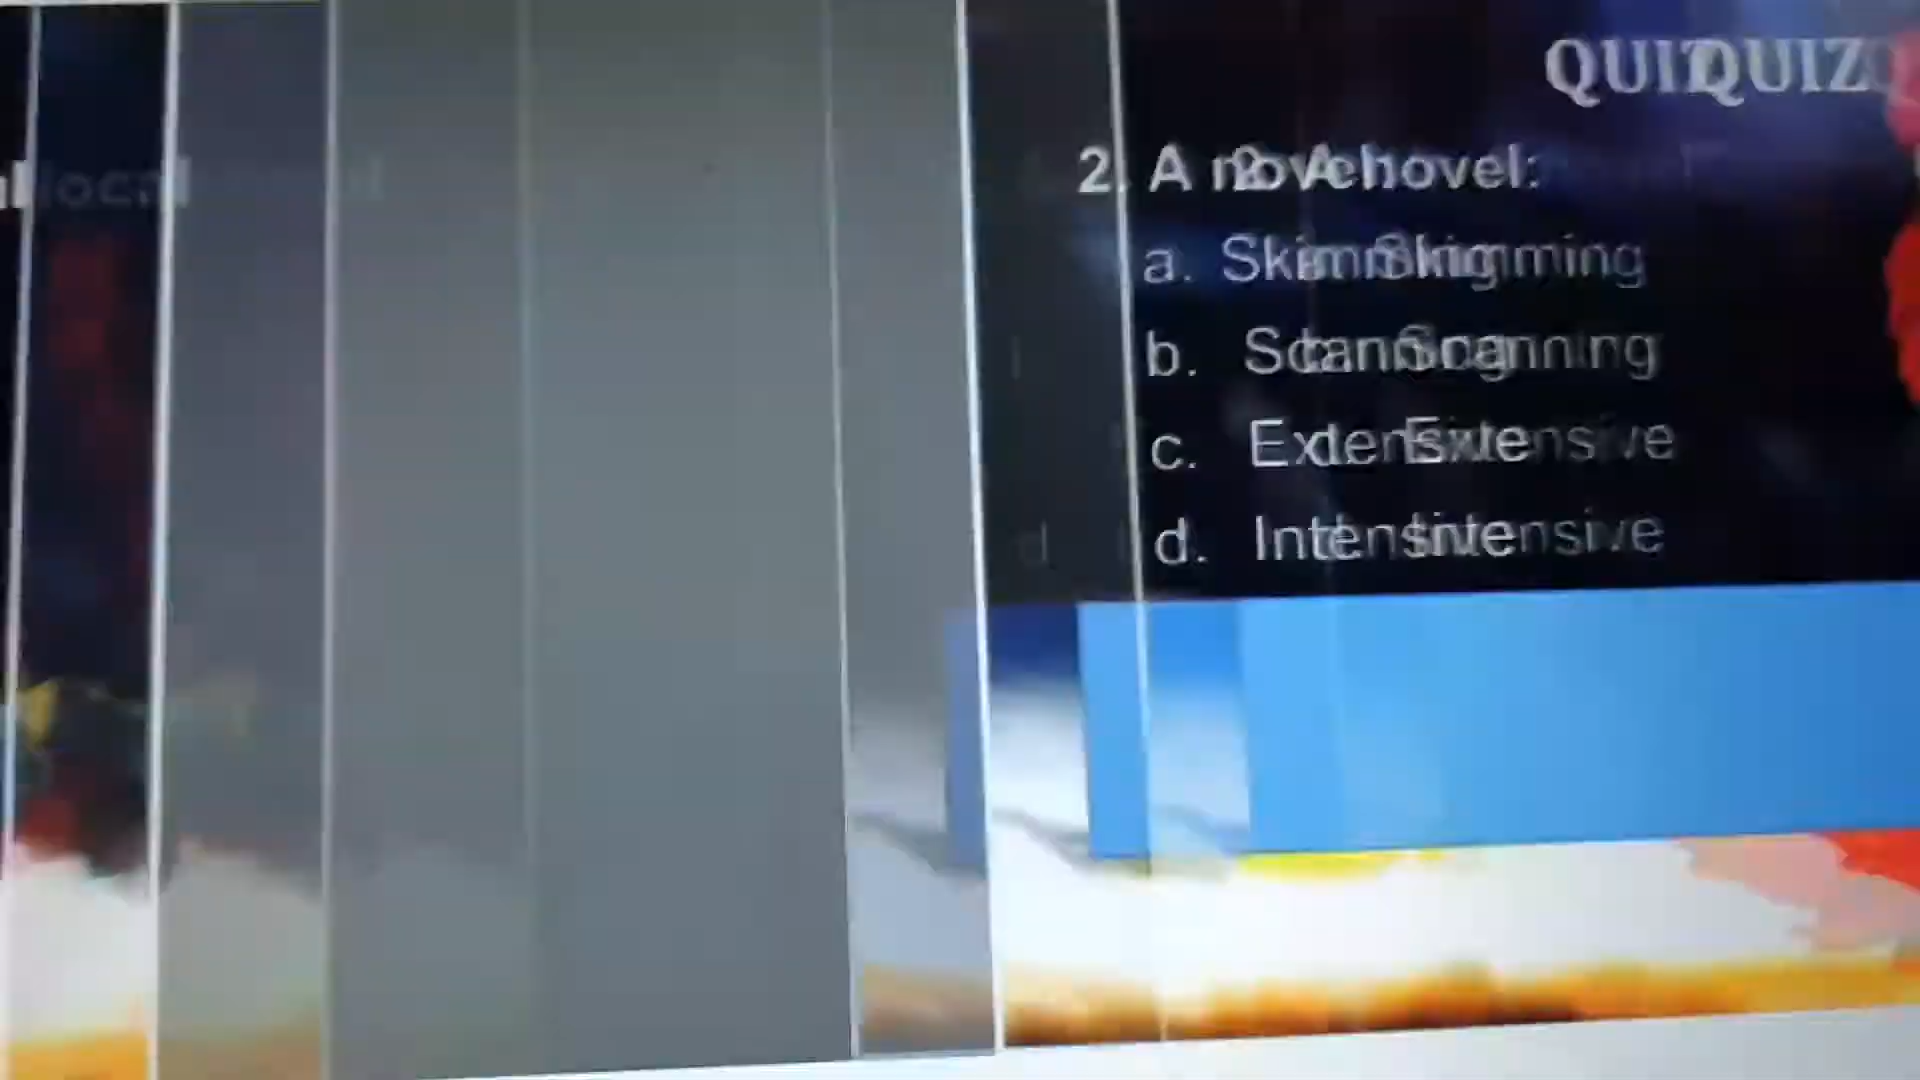 QUIZ
2. A novel:
a. Skimming
b. Scanning
c. Extensive
d. Intensive